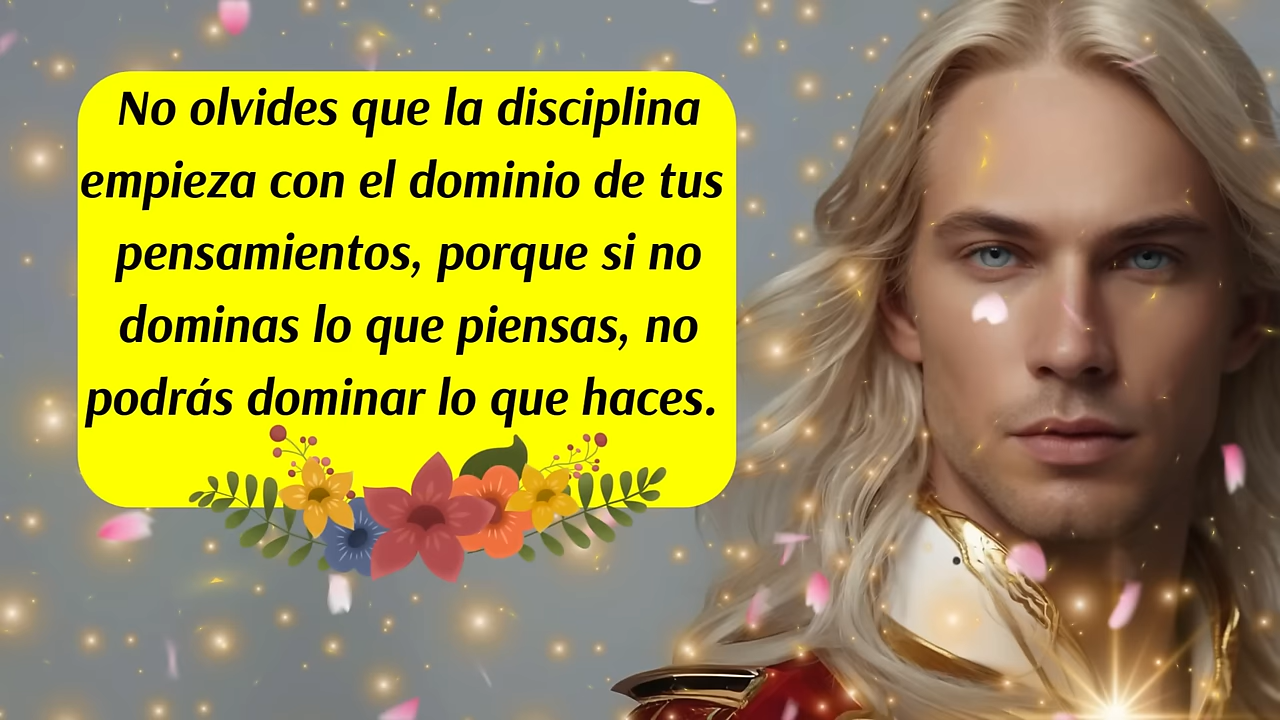 No olvides que la disciplina
empieza con el dominio de tus
pensamientos, porque si no
dominas lo que piensas, no
podrás dominar lo que haces.